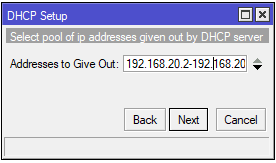 DHCP Setup
Select pool of ip addresses given out by DHCP server
Addresses to Give Out: 192.168.20.2-192.168.20
Back Next Cancel